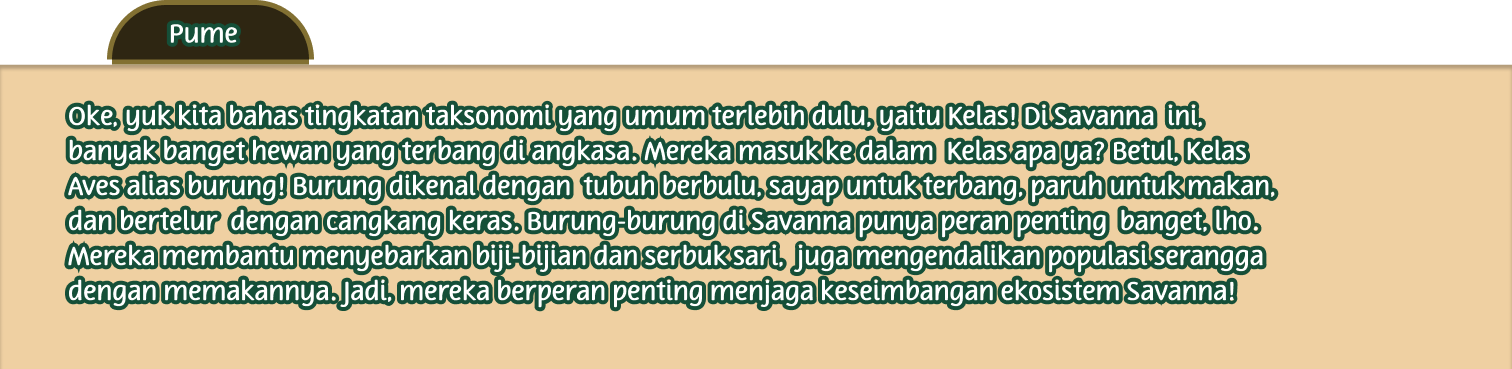 Pume
Oke, yuk kita bahas tingkatan taksonomi yang umum terlebih dulu, yaitu Kelas! Di Savanna ini,
banyak banget hewan yang terbang di angkasa. Mereka masuk ke dalam Kelas apa ya? Betul, Kelas
Aves alias burung! Burung dikenal dengan tubuh berbulu, sayap untuk terbang, paruh untuk makan,
dan bertelur dengan cangkang keras. Burung-burung di Savanna punya peran penting banget, lho.
Mereka membantu menyebarkan biji-bijian dan serbuk sari, juga mengendalikan populasi serangga
dengan memakannya. Jadi, mereka berperan penting menjaga keseimbangan ekosistem Savanna!